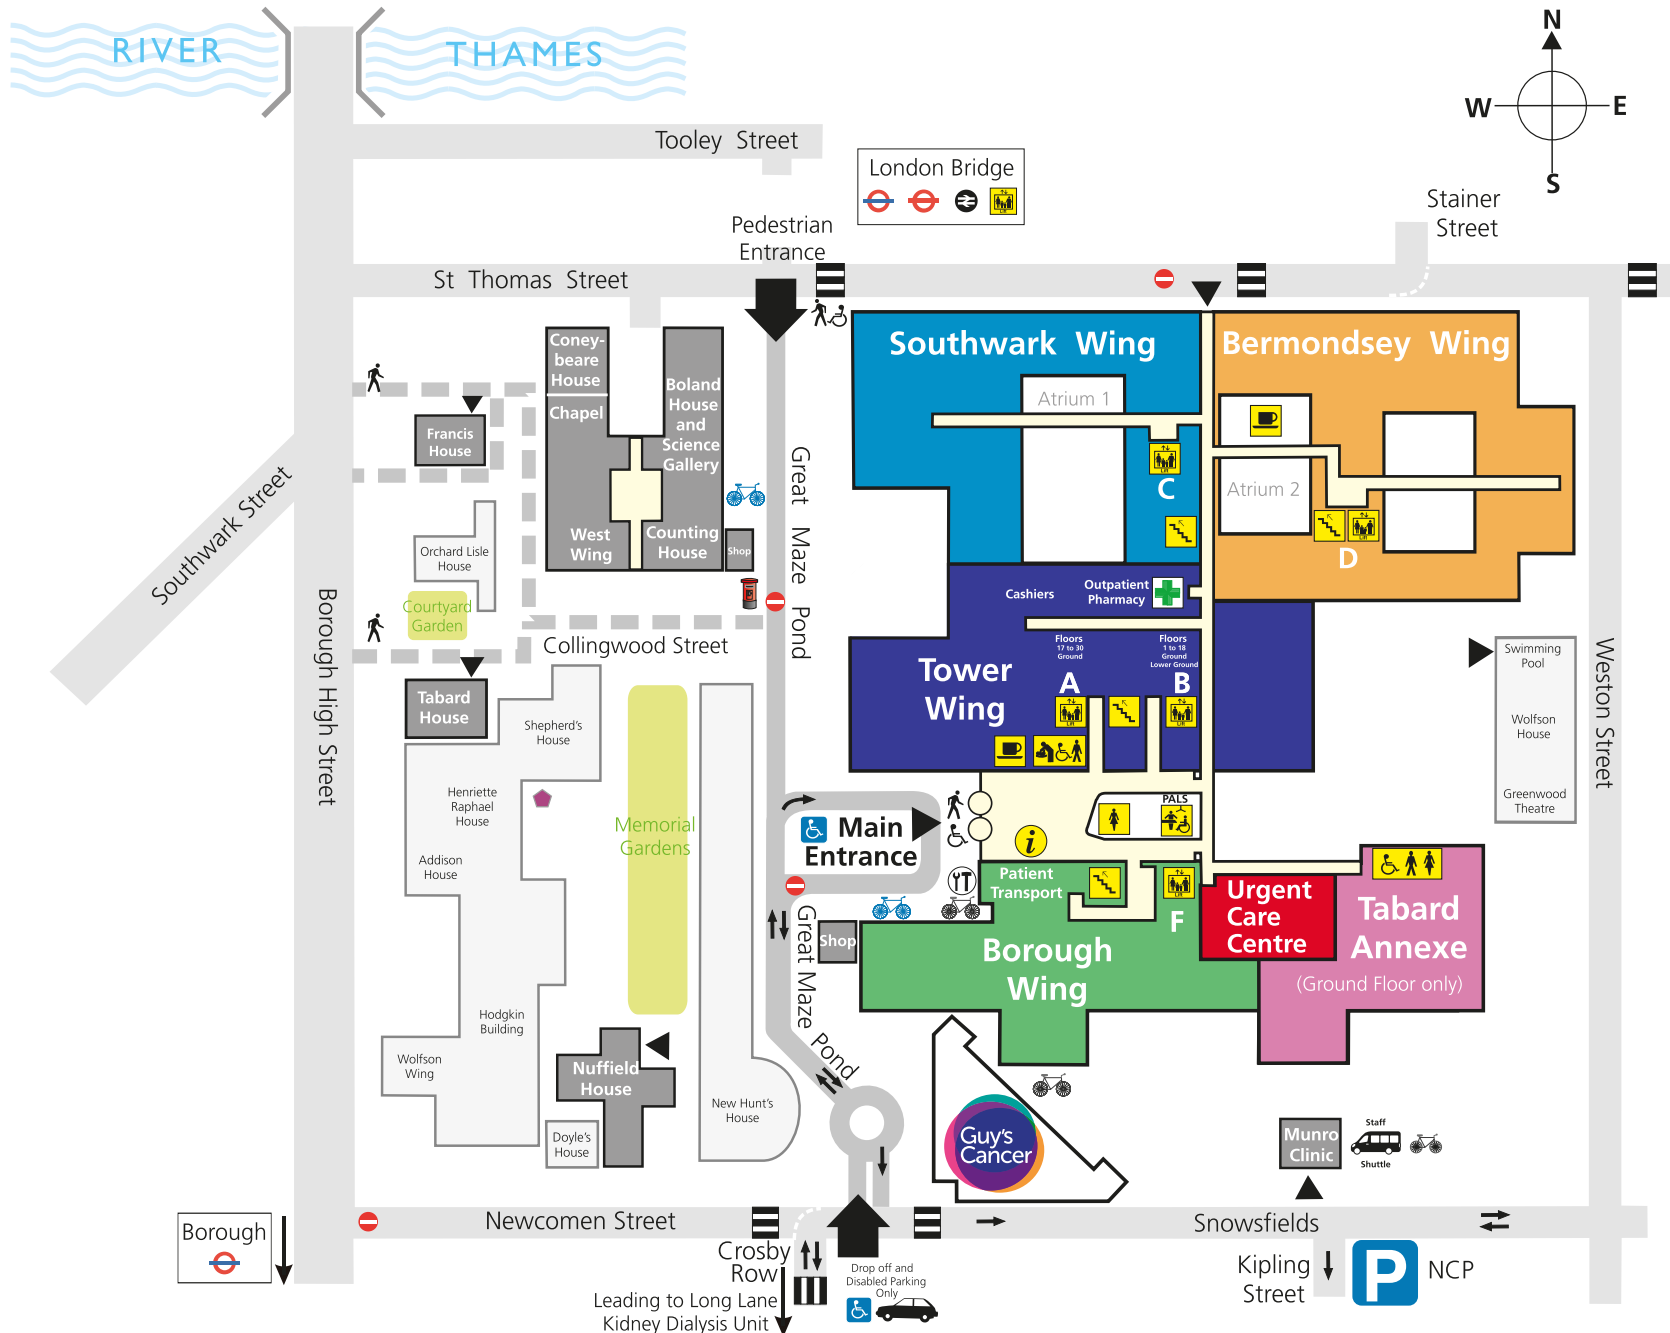 RIVER
THAMES
N
W
E
S
Tooley Street
London Bridge
Lift
Stainer
Street
Pedestrian
Entrance
St Thomas Street
Southwark Wing
Bermondsey Wing
Coney-
beare
House
Chapel
Boland
House
and
Science
Gallery
West
Wing
Counting
House
Shop
Francis
House
Atrium 1
Atrium 2
Lift
C
Lift
D
Great Maze Pond
Southwark Street
Borough High Street
Orchard Lisle
House
Courtyard
Garden
Collingwood Street
Cashiers
Outpatient
Pharmacy
Floors
17 to 30
Ground
Floors
1 to 18
Ground
Lower Ground
Tower
Wing
A
B
Lift
Lift
Weston Street
Swimming
Pool
Wolfson
House
Greenwood
Theatre
Tabard
House
Shepherd's
House
Henriette
Raphael
House
Addison
House
Memorial
Gardens
Main
Entrance
PALS
i
Patient
Transport
Lift
F
Urgent
Care
Centre
Tabard
Annexe
(Ground Floor only)
Great Maze Pond
Shop
Borough
Wing
Hodgkin
Building
Wolfson
Wing
Nuffield
House
Doyle's
House
New Hunt's
House
Guy's
Cancer
Munro
Clinic
Staff
Shuttle
Newcomen Street
Snowsfields
Borough
Crosby
Row
Leading to Long Lane
Kidney Dialysis Unit
Drop off and
Disabled Parking
Only
Kipling
Street
P
NCP